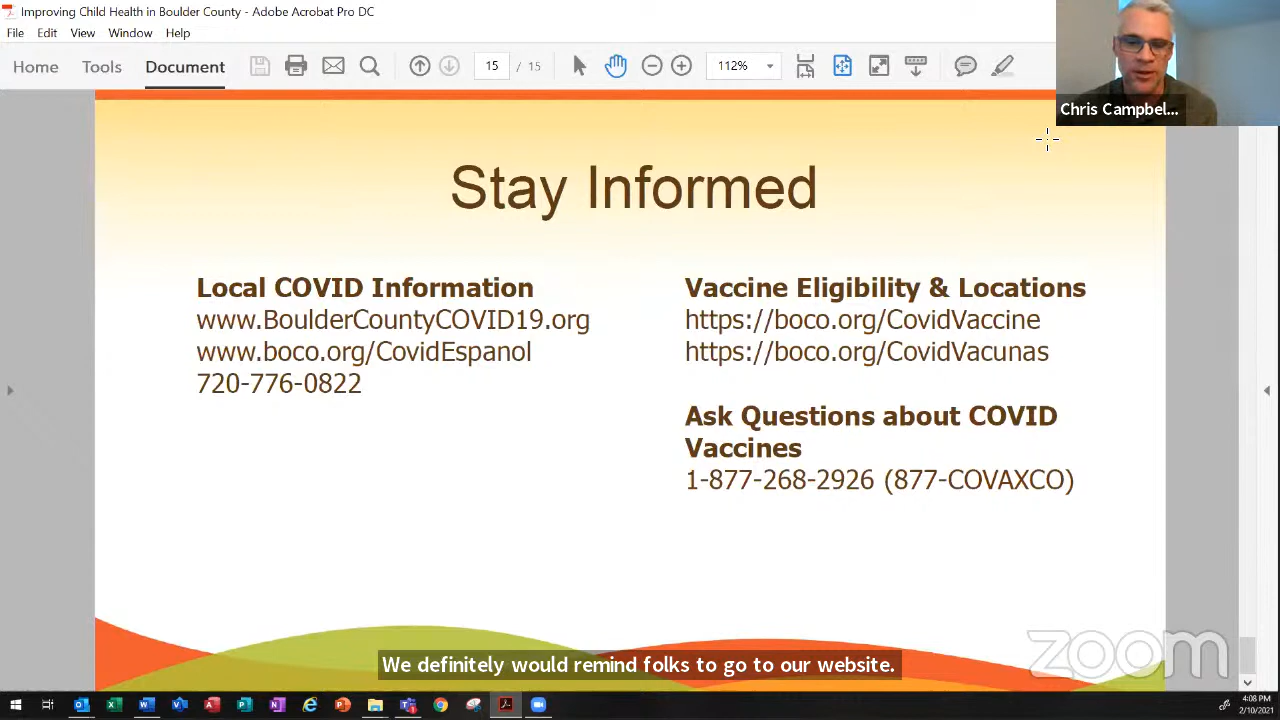 Improving Child Health in Boulder County - Adobe Acrobat Pro DC
File Edit View Window Help
Home Tools Document 15 / 15 112%
Chris Campbel...
Stay Informed
Local COVID Information
www.BoulderCountyCOVID19.org
www.boco.org/CovidEspanol
720-776-0822
Vaccine Eligibility & Locations
https://boco.org/CovidVaccine
https://boco.org/CovidVacunas
Ask Questions about COVID
Vaccines
1-877-268-2926 (877-COVAXCO)
zoom
We definitely would remind folks to go to our website.
4:08 PM
2/10/2021